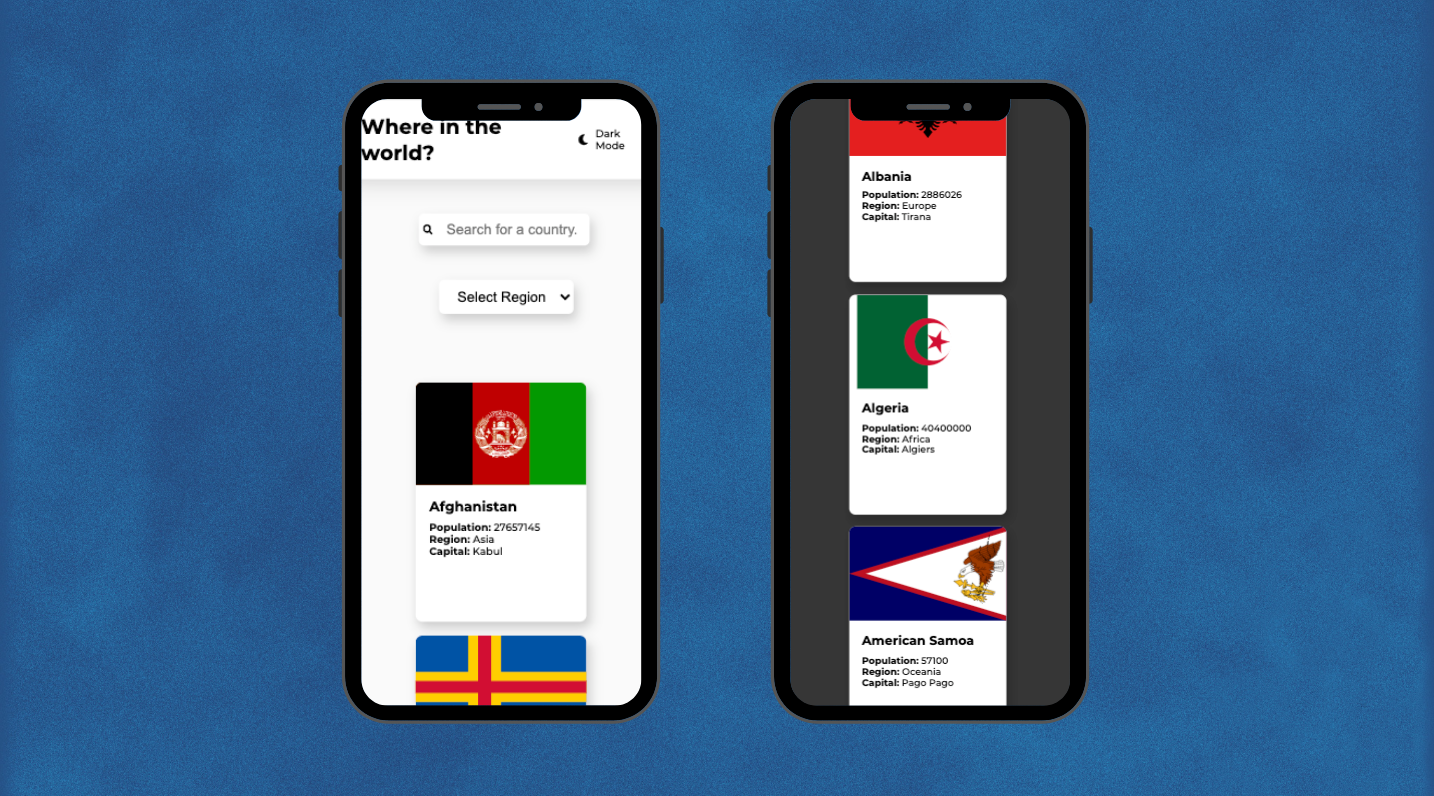 Where in the
world?
Dark
Mode
Search for a country.
Select Region
Afghanistan
Population: 27657145
Region: Asia
Capital: Kabul
Albania
Population: 2886026
Region: Europe
Capital: Tirana
Algeria
Population: 40400000
Region: Africa
Capital: Algiers
American Samoa
Population: 57100
Region: Oceania
Capital: Pago Pago